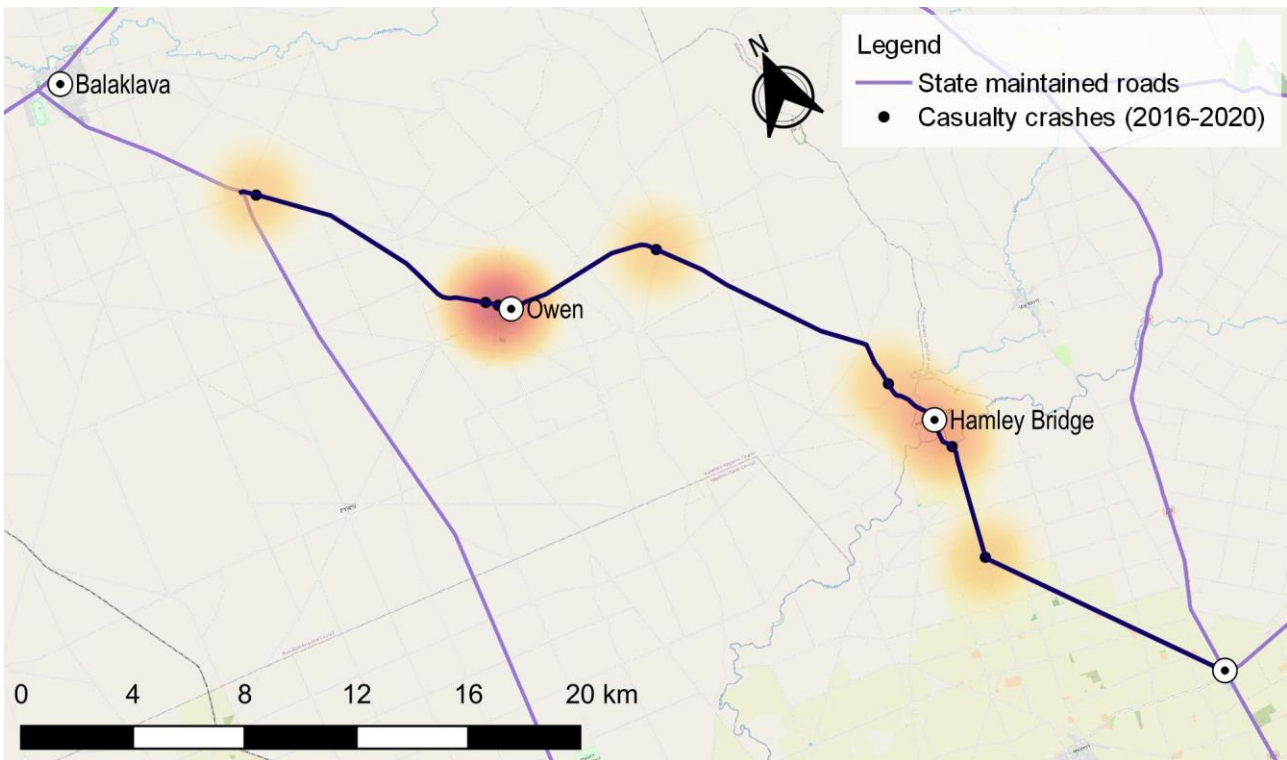 N
Legend
State maintained roads
Casualty crashes (2016-2020)
Balaklava
Owen
Hamley Bridge
0 4 8 12 16 20 km